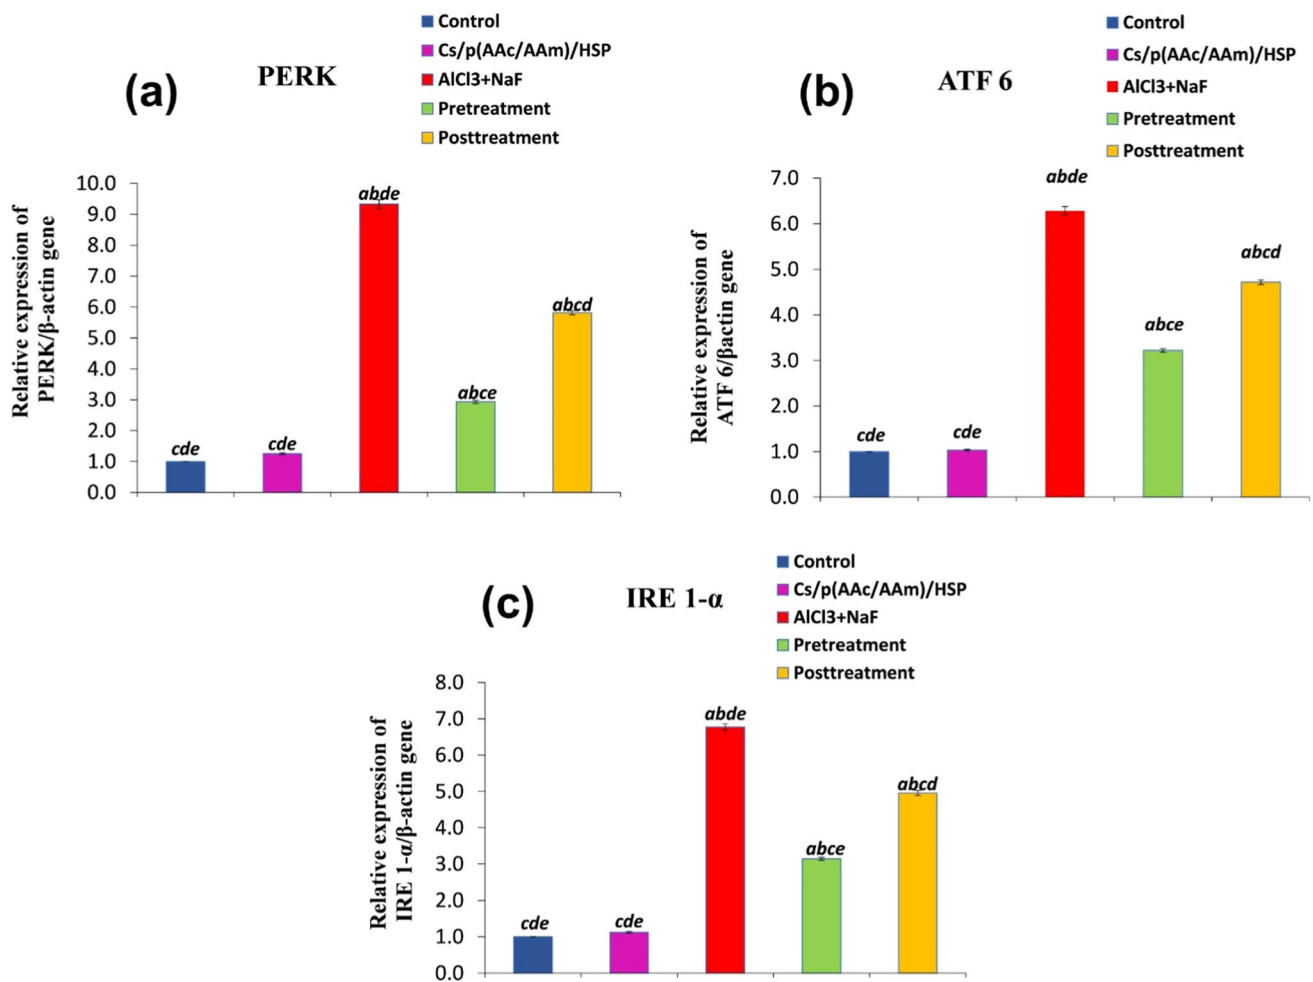 (a)
PERK
Control
Cs/p(AAc/AAm)/HSP
AlCl3+NaF
Pretreatment
Posttreatment
Relative expression of
PERK/β-actin gene
10.0
9.0
8.0
7.0
6.0
5.0
4.0
3.0
2.0
1.0
0.0
cde
cde
abde
abce
abcd
(b)
ATF 6
Control
Cs/p(AAc/AAm)/HSP
AlCl3+NaF
Pretreatment
Posttreatment
Relative expression of
ATF 6/βactin gene
7.0
6.0
5.0
4.0
3.0
2.0
1.0
0.0
cde
cde
abde
abce
abcd
(c)
IRE 1-α
Control
Cs/p(AAc/AAm)/HSP
AlCl3+NaF
Pretreatment
Posttreatment
Relative expression of
IRE 1-α/β-actin gene
8.0
7.0
6.0
5.0
4.0
3.0
2.0
1.0
0.0
cde
cde
abde
abce
abcd